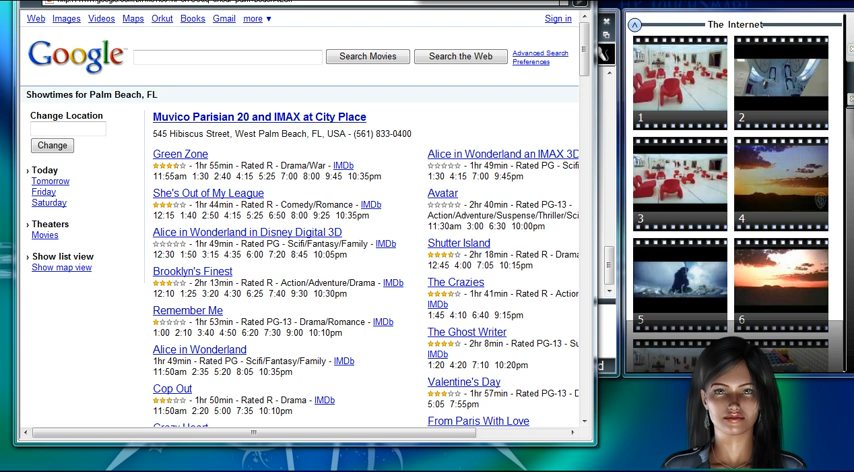 Web Images Videos Maps Orkut Books Gmail more ▼ Sign in
Google
Search Movies Search the Web Advanced Search
Preferences
Showtimes for Palm Beach, FL
Change Location
Change
› Today
Tomorrow
Friday
Saturday
› Theaters
Movies
› Show list view
Show map view
Muvico Parisian 20 and IMAX at City Place
545 Hibiscus Street, West Palm Beach, FL, USA - (561) 833-0400
Green Zone
- 1hr 55min - Rated R - Drama/War - IMDb
11:55am 1:30 2:40 4:15 5:25 7:00 8:00 9:45 10:35pm
She's Out of My League
- 1hr 44min - Rated R - Comedy/Romance - IMDb
12:15 1:40 2:50 4:15 5:25 6:50 8:00 9:25 10:35pm
Alice in Wonderland in Disney Digital 3D
- 1hr 49min - Rated PG - Scifi/Fantasy/Family - IMDb
12:30 1:50 3:15 4:35 6:00 7:20 8:45 10:05pm
Brooklyn's Finest
- 2hr 13min - Rated R - Action/Adventure/Drama - IMDb
12:10 1:25 3:20 4:30 6:25 7:40 9:30 10:30pm
Remember Me
- 1hr 53min - Rated PG-13 - Drama/Romance - IMDb
1:00 2:10 3:40 4:50 6:20 7:30 9:00 10:10pm
Alice in Wonderland
1hr 49min - Rated PG - Scifi/Fantasy/Family - IMDb
11:50am 2:35 5:20 8:05 10:35pm
Cop Out
- 1hr 50min - Rated R - Drama - IMDb
11:50am 2:20 5:00 7:35 10:10pm
Crazy Heart
Alice in Wonderland an IMAX 3D
- 1hr 49min - Rated PG - Scifi
1:30 4:15 7:00 9:45pm
Avatar
- 2hr 40min - Rated PG-13 -
Action/Adventure/Suspense/Thriller/Sci
11:30am 3:00 6:30 10:00pm
Shutter Island
- 2hr 18min - Rated R - Drama
12:45 4:00 7:05 10:15pm
The Crazies
- 1hr 41min - Rated R - Action
IMDb
1:45 4:10 6:40 9:15pm
The Ghost Writer
- 2hr 8min - Rated PG-13 - Su
IMDb
1:20 4:20 7:10 10:20pm
Valentine's Day
- 1hr 57min - Rated PG-13 - D
5:05 7:55pm
From Paris With Love
The Internet
1
2
3
4
5
6